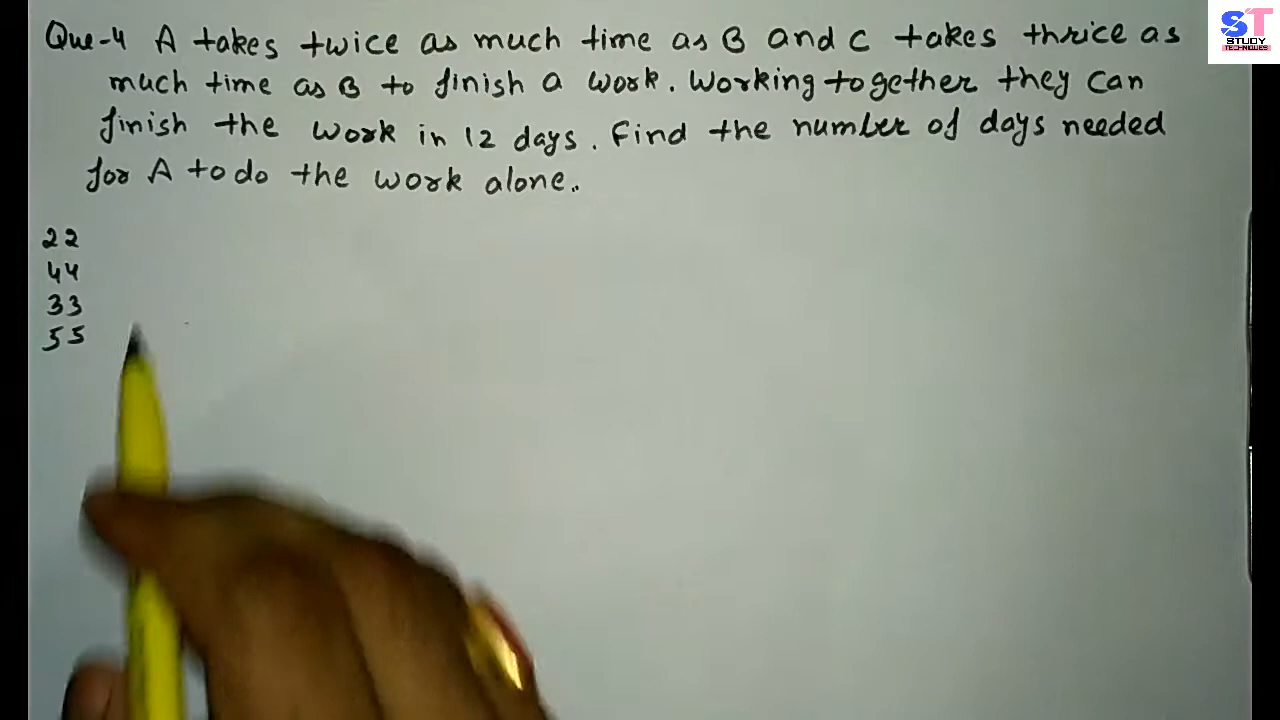 Que-4 A takes twice as much time as B and C takes thrice as
much time as B to finish a work. Working together they can
finish the work in 12 days. Find the number of days needed
for A to do the work alone..
22
44
33
55
ST
STUDY
TECHNIQUES